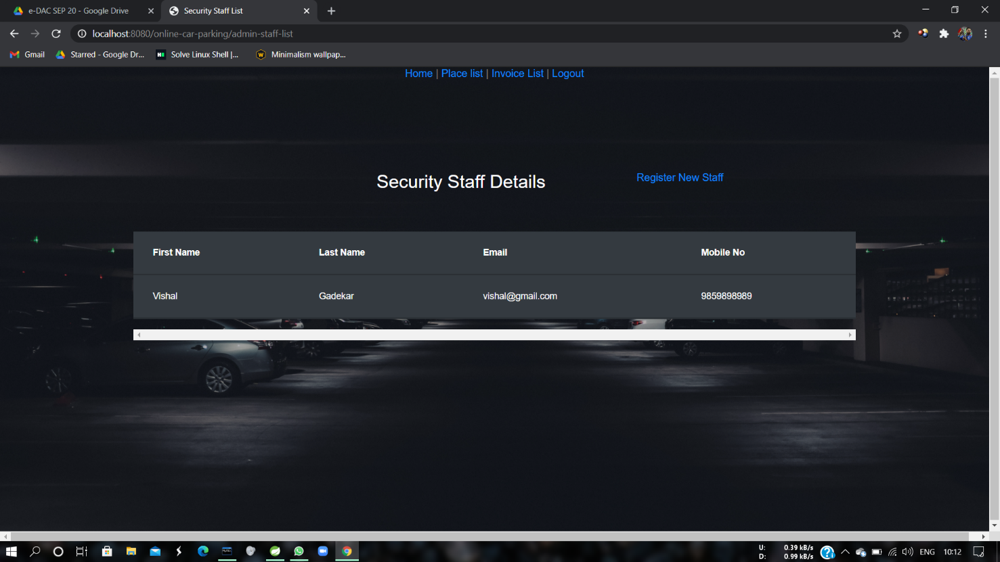 e-DAC SEP 20 - Google Drive
Security Staff List
localhost:8080/online-car-parking/admin-staff-list
Gmail
Starred - Google Dr...
Solve Linux Shell |...
Minimalism wallpap...
Home | Place list | Invoice List | Logout
Security Staff Details
Register New Staff
First Name Last Name Email Mobile No
Vishal Gadekar vishal@gmail.com 9859898989
U: 0.39 kB/s
D: 0.99 kB/s
ENG
10:12